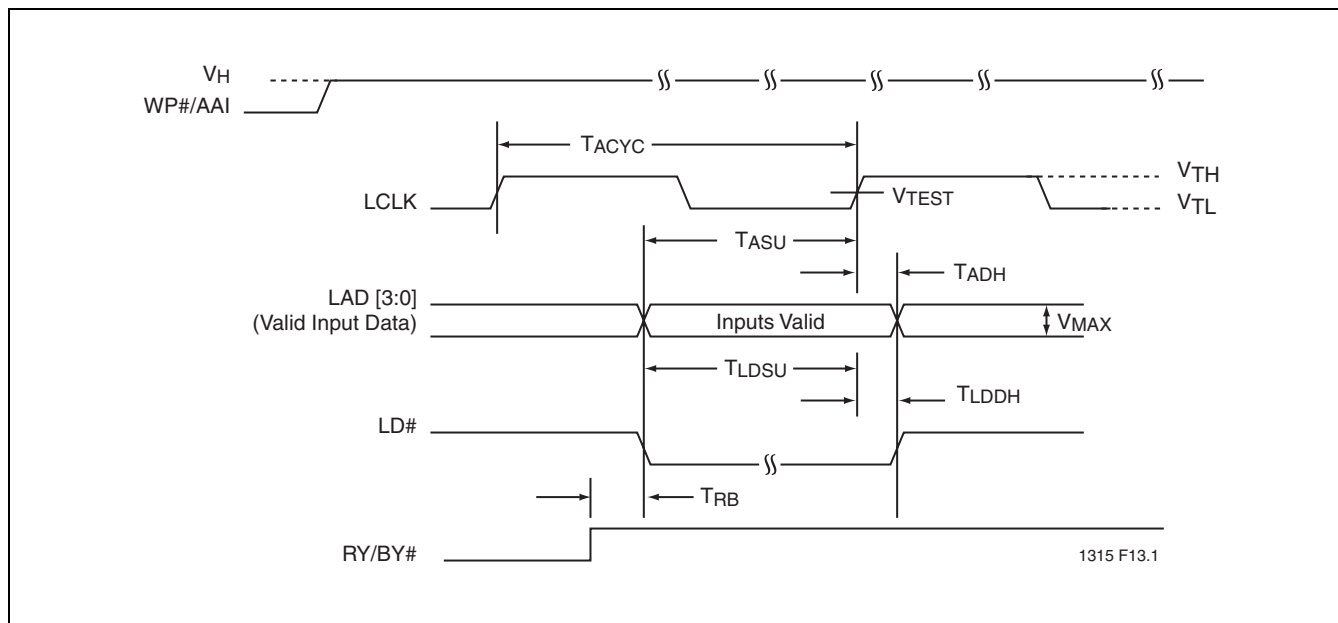 VH
WP#/AAI
TACYC
VTH
LCLK
VTEST
VTL
TASU
TADH
LAD [3:0]
(Valid Input Data)
Inputs Valid
VMAX
TLDSU
TLDDH
LD#
TRB
RY/BY#
1315 F13.1